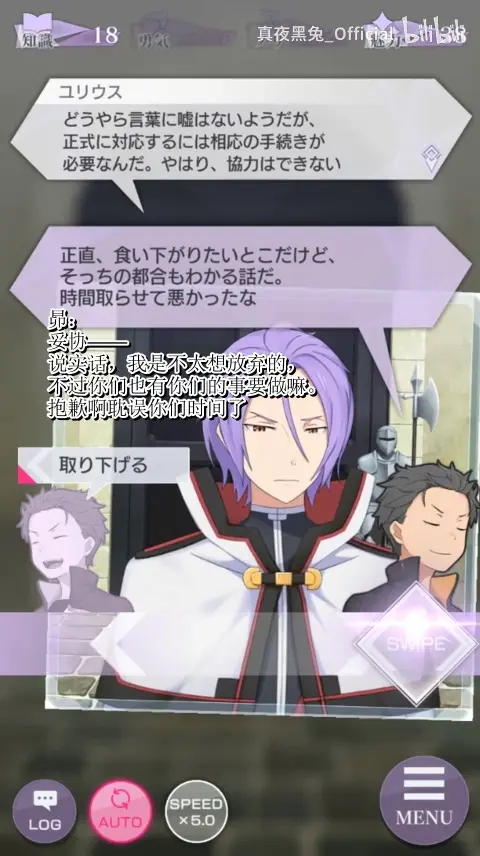 知識 18 勇気 魅力 38
真夜黑兔_Official bilibili
ユリウス
どうやら言葉に嘘はないようだが、
正式に対応するには相応の手続きが
必要なんだ。やはり、協力はできない
正直、食い下がりたいとこだけど、
そっちの都合もわかる話だ。
時間取らせて悪かったな
昴：
妥协——
说实话，我是不太想放弃的，
不过你们也有你们的事要做嘛。
抱歉啊耽误你们时间了
取り下げる
SWIPE
LOG
AUTO
SPEED
×5.0
MENU